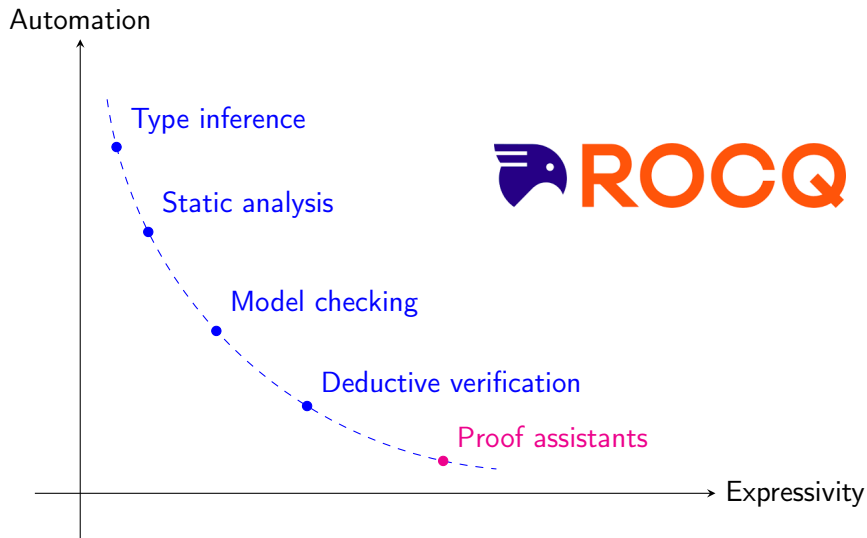 Automation
Type inference
ROCQ
Static analysis
Model checking
Deductive verification
Proof assistants
Expressivity